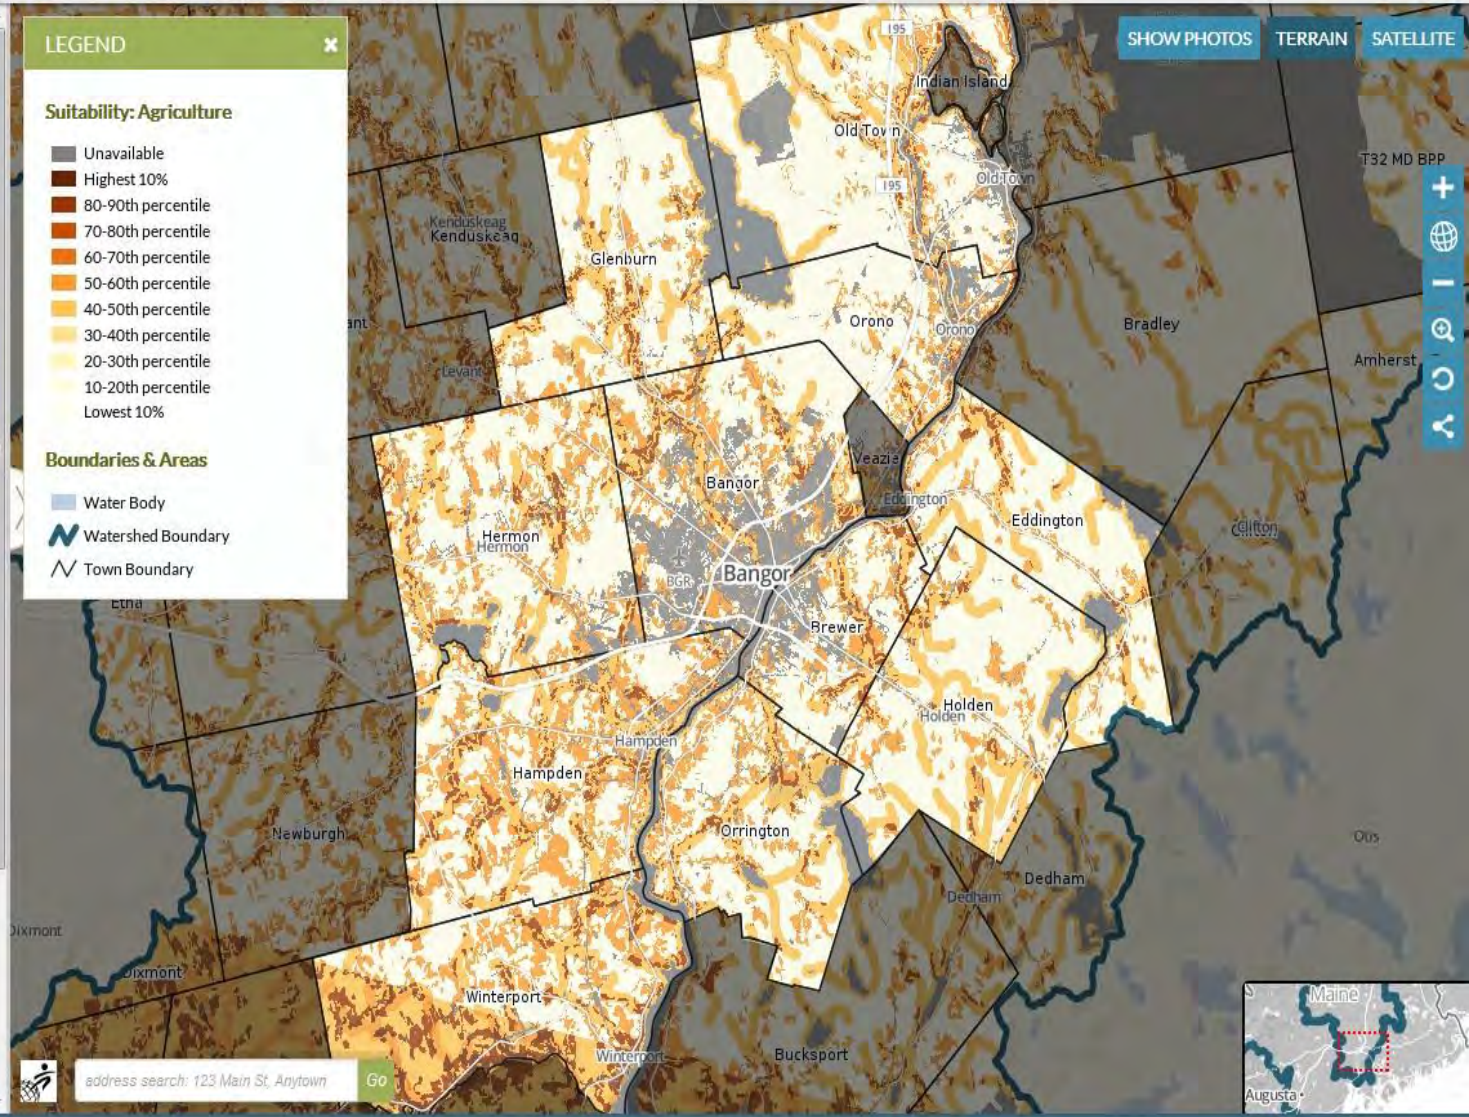 LEGEND
Suitability: Agriculture
Unavailable
Highest 10%
80-90th percentile
70-80th percentile
60-70th percentile
50-60th percentile
40-50th percentile
30-40th percentile
20-30th percentile
10-20th percentile
Lowest 10%
Boundaries & Areas
Water Body
Watershed Boundary
Town Boundary
SHOW PHOTOS TERRAIN SATELLITE
I95
Indian Island
Old Town
T32 MD BPP
I95
Old Town
Kenduskeag
Kenduskeag
Glenburn
Orono
Orono
Bradley
ant
Levant
Amherst
Veazie
Bangor
Eddington
Eddington
Clifton
Hermon
Hermon
BGR
Bangor
Etna
Brewer
Holden
Holden
Hampden
Hampden
Newburgh
Orrington
Otis
Dedham
Dedham
Dixmont
Dixmont
Winterport
Winterport
Bucksport
Maine
Augusta
address search: 123 Main St, Anytown
Go